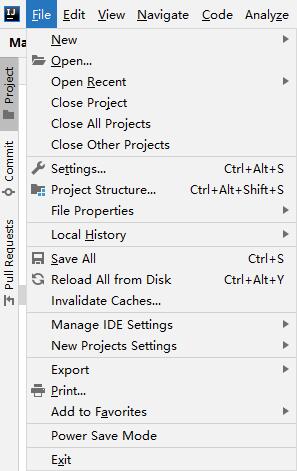 IJ File Edit View Navigate Code Analyze
Ma
Project
Commit
Pull Requests
New
Open...
Open Recent
Close Project
Close All Projects
Close Other Projects
Settings... Ctrl+Alt+S
Project Structure... Ctrl+Alt+Shift+S
File Properties
Local History
Save All Ctrl+S
Reload All from Disk Ctrl+Alt+Y
Invalidate Caches...
Manage IDE Settings
New Projects Settings
Export
Print...
Add to Favorites
Power Save Mode
Exit